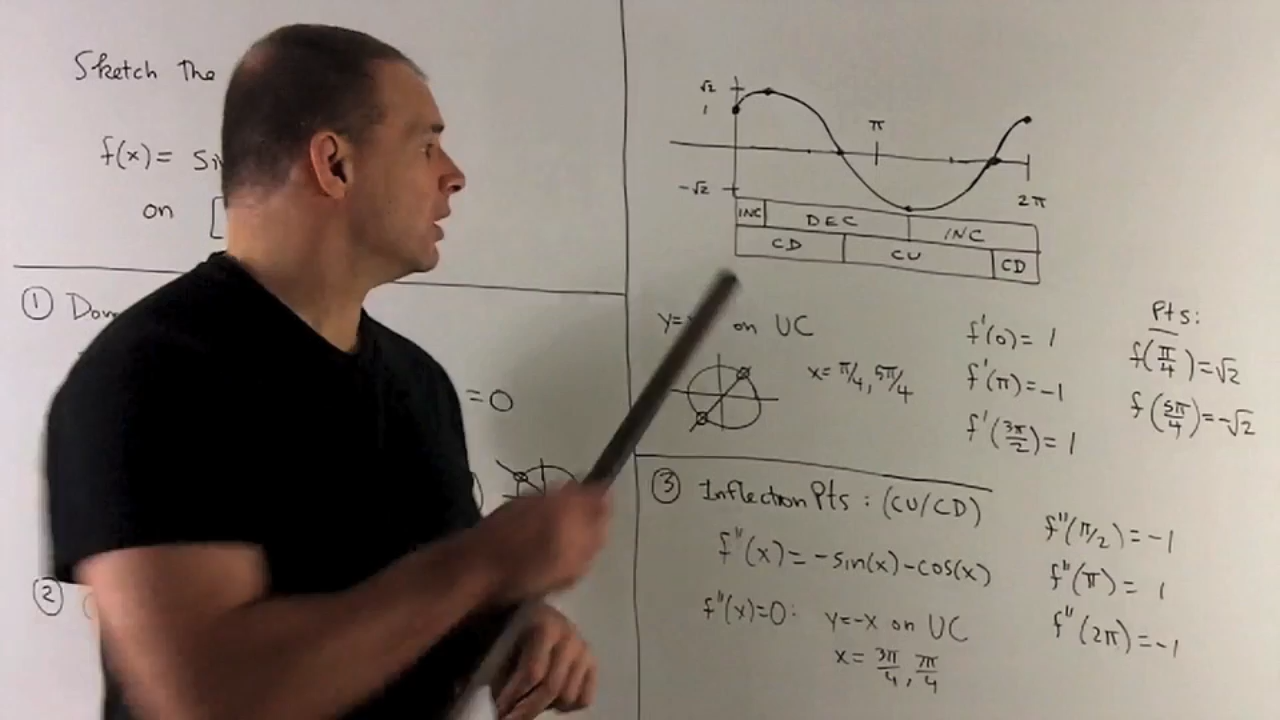 Sketch The
f(x) = Si
on [
① Dom
= 0
②
√2
1
π
-√2
2π
INC DEC INC
CD CU CD
y= on UC
x= π/4, 5π/4
f'(0) = 1
f'(π) = -1
f'(3π/2) = 1
Pts:
f(π/4) = √2
f(5π/4) = -√2
③ Inflection Pts : (CU/CD)
f''(x) = -sin(x) - cos(x)
f''(x)=0: y=-x on UC
x= 3π/4, 7π/4
f''(π/2) = -1
f''(π) = 1
f''(2π) = -1